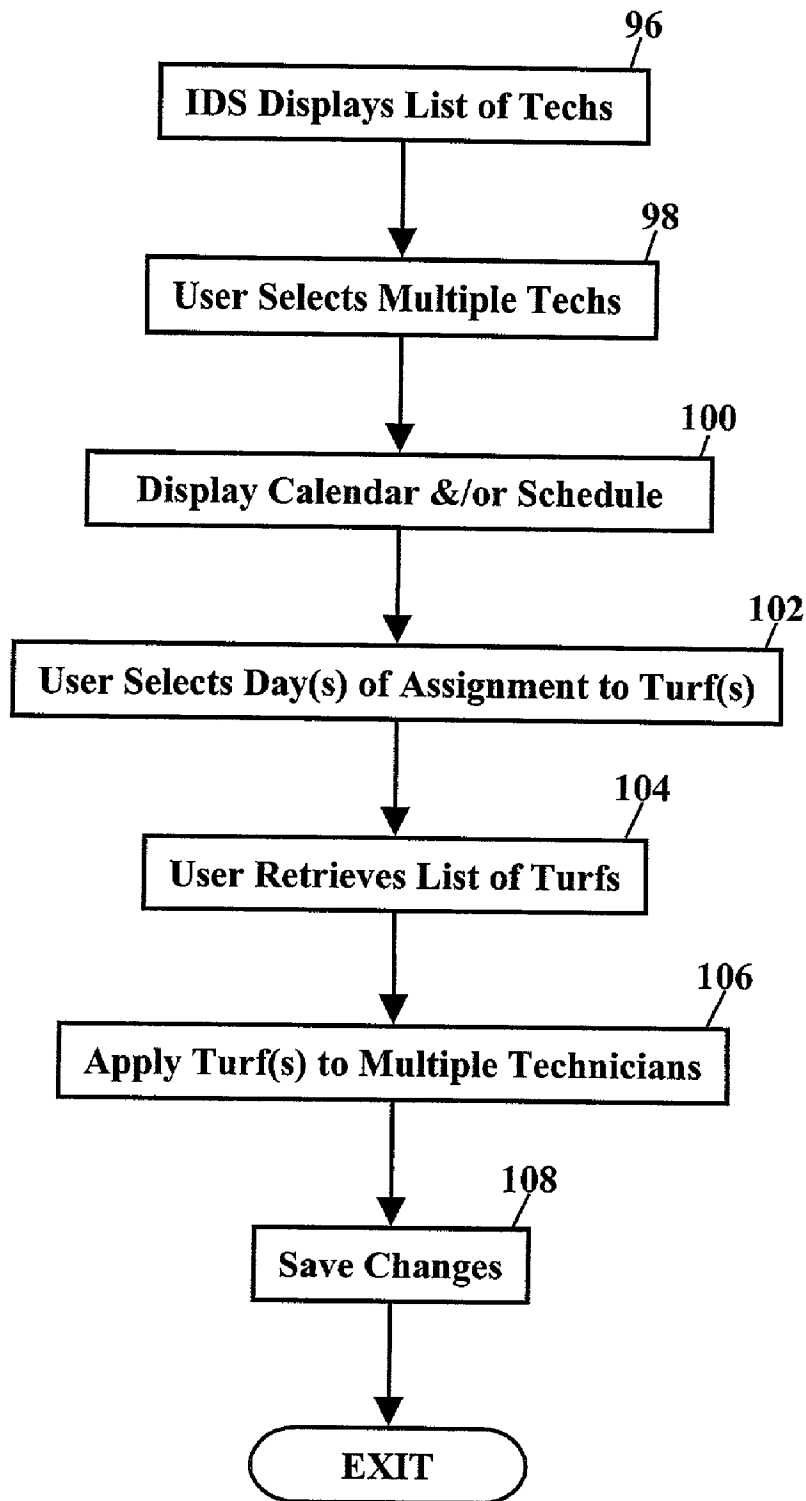 96
IDS Displays List of Techs
98
User Selects Multiple Techs
100
Display Calendar &/or Schedule
102
User Selects Day(s) of Assignment to Turf(s)
104
User Retrieves List of Turfs
106
Apply Turf(s) to Multiple Technicians
108
Save Changes
EXIT